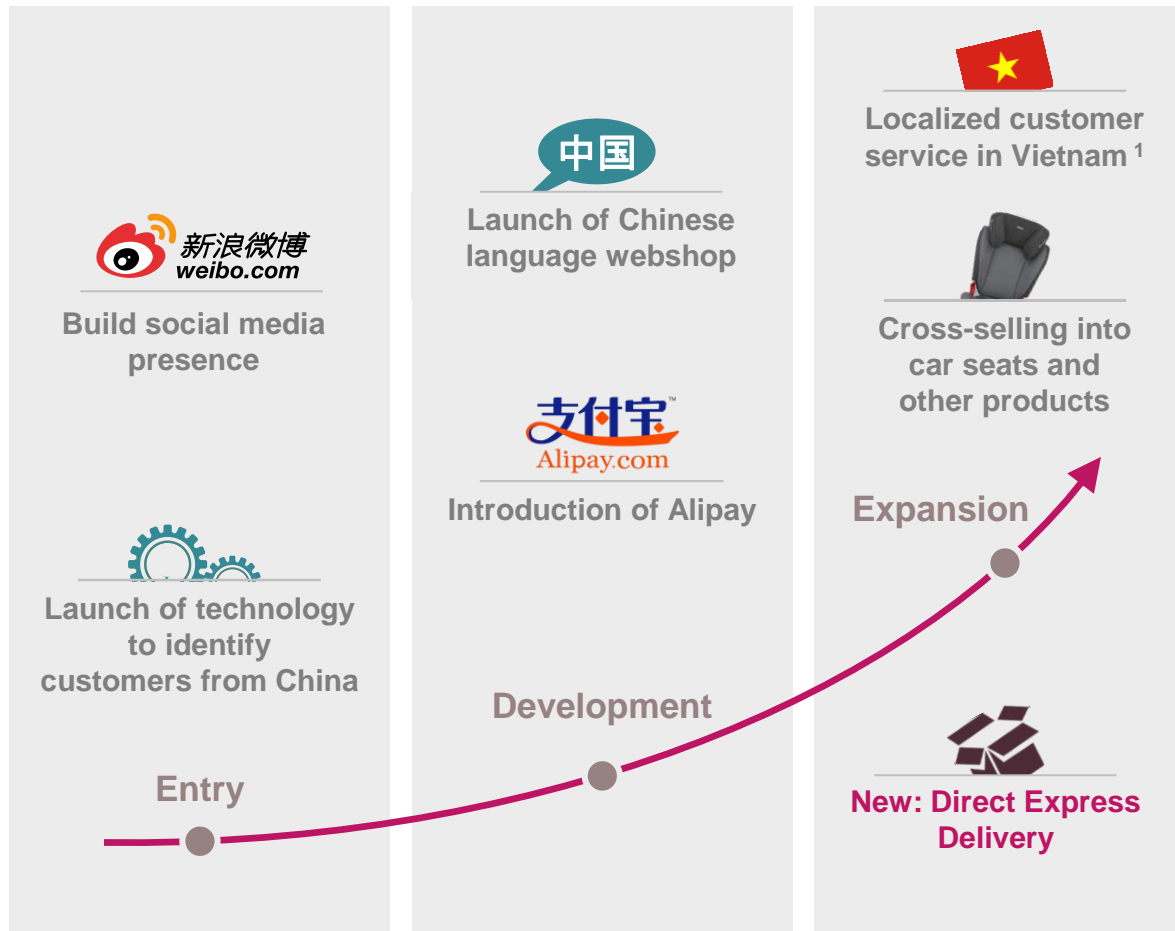 新浪微博
weibo.com
Build social media
presence
Launch of technology
to identify
customers from China
Entry
中国
Launch of Chinese
language webshop
支付宝™
Alipay.com
Introduction of Alipay
Development
Localized customer
service in Vietnam ¹
Cross-selling into
car seats and
other products
Expansion
New: Direct Express
Delivery